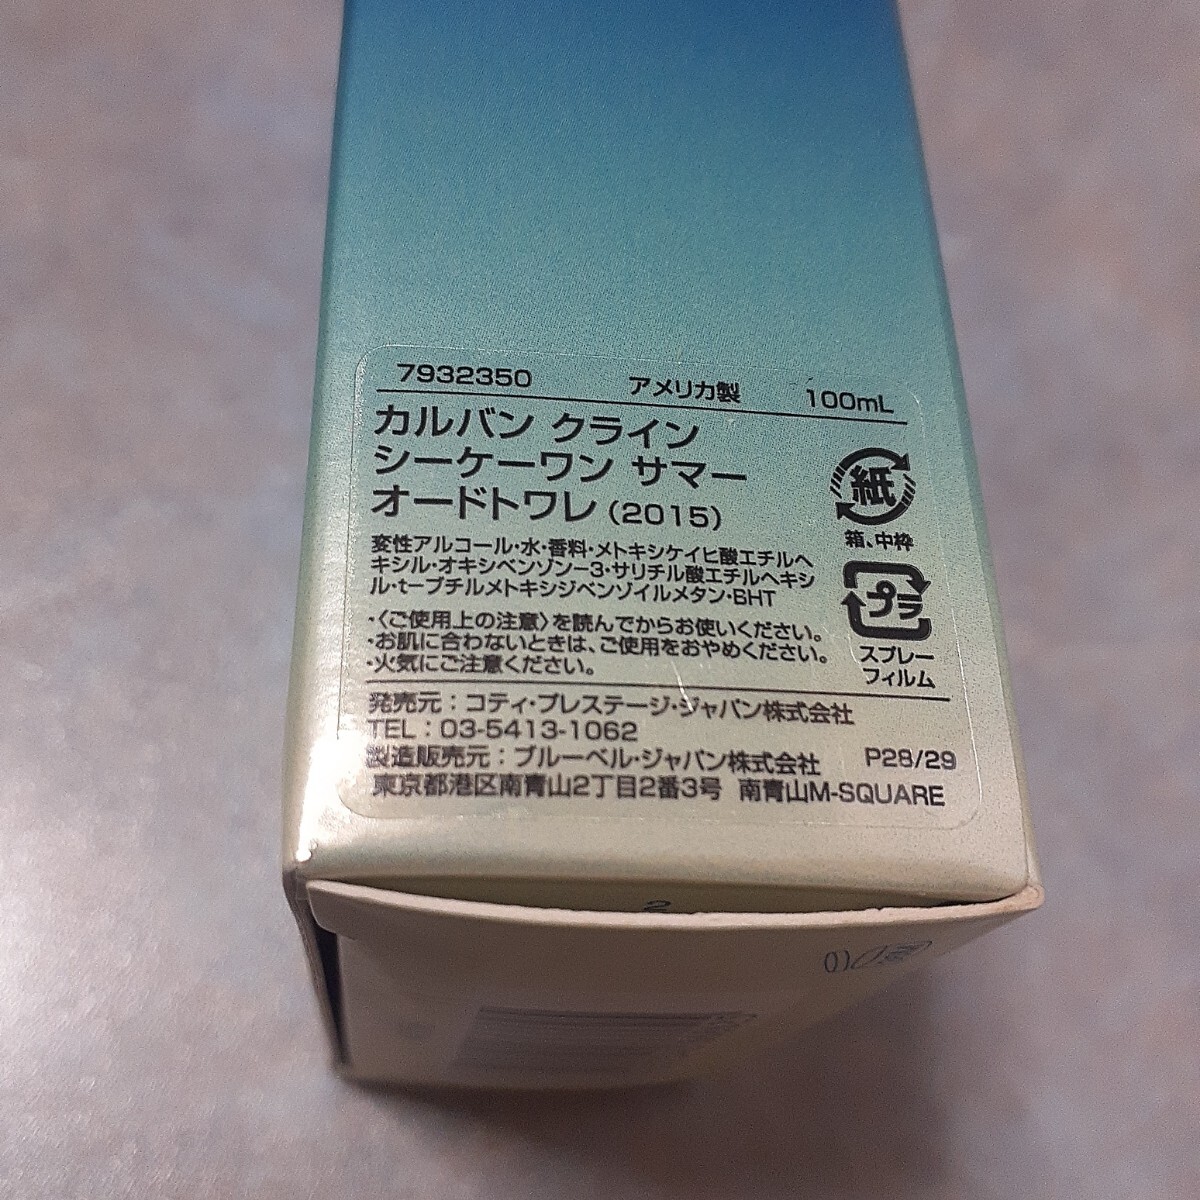 7932350 アメリカ製 100mL
カルバン クライン
シーケーワン サマー
オードトワレ（2015）
紙
箱、中枠
変性アルコール・水・香料・メトキシケイヒ酸エチルヘ
キシル・オキシベンゾン−3・サリチル酸エチルヘキシ
ル・t−ブチルメトキシジベンゾイルメタン・BHT
プラ
スプレー
フィルム
・〈ご使用上の注意〉を読んでからお使いください。
・お肌に合わないときは、ご使用をおやめください。
・火気にご注意ください。
発売元：コティ・プレステージ・ジャパン株式会社
TEL：03-5413-1062
製造販売元：ブルーベル・ジャパン株式会社 P28/29
東京都港区南青山2丁目2番3号 南青山M-SQUARE
2